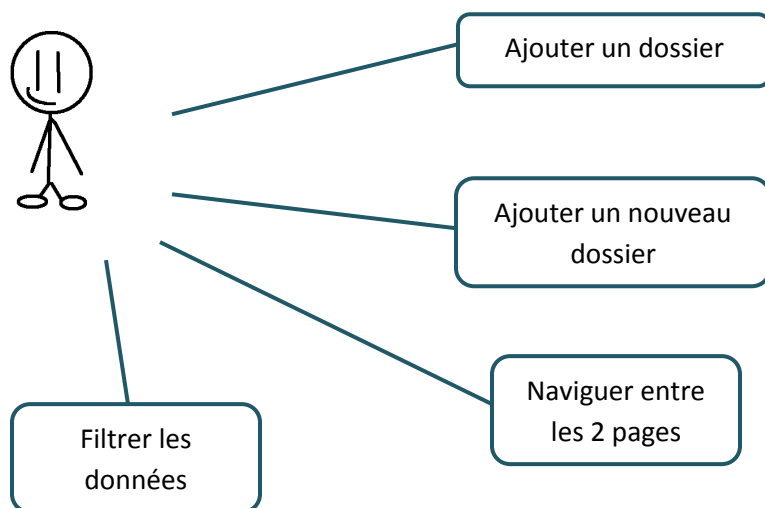 Ajouter un dossier
Ajouter un nouveau
dossier
Naviguer entre
les 2 pages
Filtrer les
données